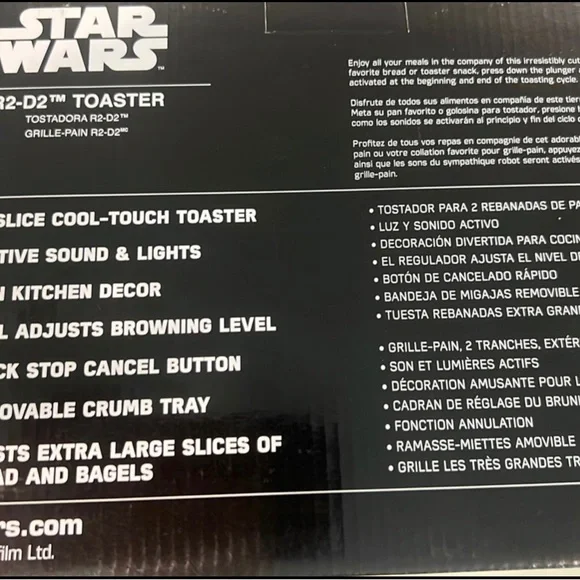 STAR
WARS™
R2-D2™ TOASTER
TOSTADORA R2-D2™
GRILLE-PAIN R2-D2ᴹᶜ
SLICE COOL-TOUCH TOASTER
TIVE SOUND & LIGHTS
KITCHEN DECOR
L ADJUSTS BROWNING LEVEL
CK STOP CANCEL BUTTON
OVABLE CRUMB TRAY
STS EXTRA LARGE SLICES OF
AD AND BAGELS
rs.com
film Ltd.
Enjoy all your meals in the company of this irresistibly cut
favorite bread or toaster snack, press down the plunger
activated at the beginning and end of the toasting cycle.
Disfrute de todos sus alimentos en compañía de este tier
Meta su pan favorito o golosina para tostador, presione
como los sonidos se activarán al principio y fin del ciclo
Profitez de tous vos repas en compagnie de cet adorab
pain ou votre collation favorite pour grille-pain, appuyez
ainsi que les sons du sympathique robot seront activés
grille-pain.
• TOSTADOR PARA 2 REBANADAS DE PA
• LUZ Y SONIDO ACTIVO
• DECORACIÓN DIVERTIDA PARA COCIN
• EL REGULADOR AJUSTA EL NIVEL DE
• BOTÓN DE CANCELADO RÁPIDO
• BANDEJA DE MIGAJAS REMOVIBLE
• TUESTA REBANADAS EXTRA GRAN
• GRILLE-PAIN, 2 TRANCHES, EXTÉR
• SON ET LUMIÈRES ACTIFS
• DÉCORATION AMUSANTE POUR L
• CADRAN DE RÉGLAGE DU BRUNI
• FONCTION ANNULATION
• RAMASSE-MIETTES AMOVIBLE
• GRILLE LES TRÈS GRANDES TR